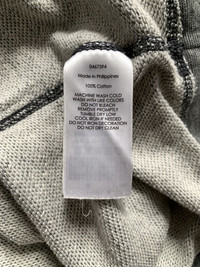 Made in Philippines
100% Cotton
MACHINE WASH COLD
WASH WITH LIKE COLORS
DO NOT BLEACH
REMOVE PROMPTLY
TUMBLE DRY LOW
COOL IRON IF NEEDED
DO NOT IRON DECORATION
DO NOT DRY CLEAN